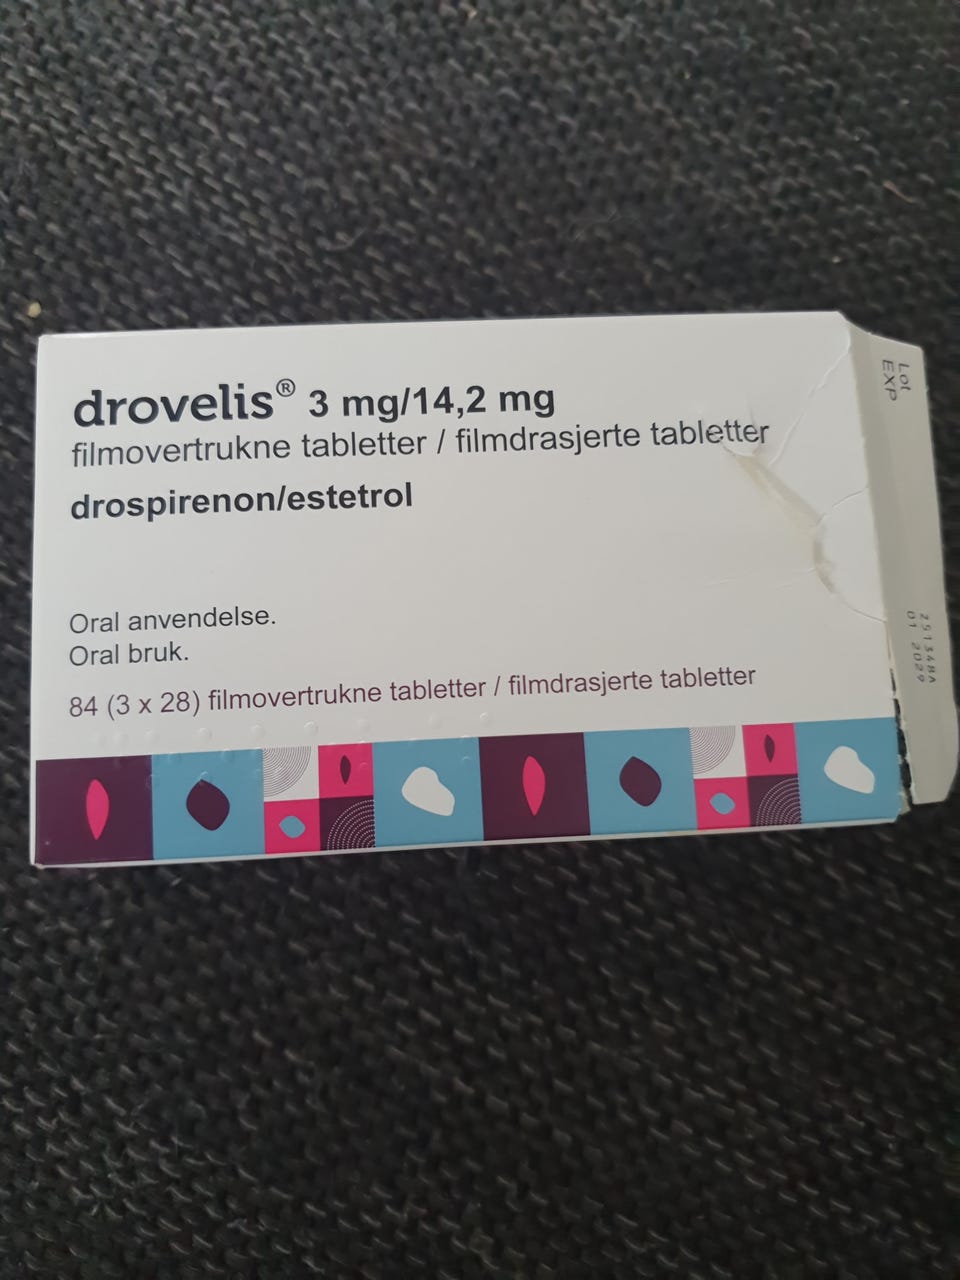 drovelis® 3 mg/14,2 mg
filmovertrukne tabletter / filmdrasjerte tabletter
drospirenon/estetrol
Oral anvendelse.
Oral bruk.
84 (3 x 28) filmovertrukne tabletter / filmdrasjerte tabletter
Lot
EXP
251348A
01 2029